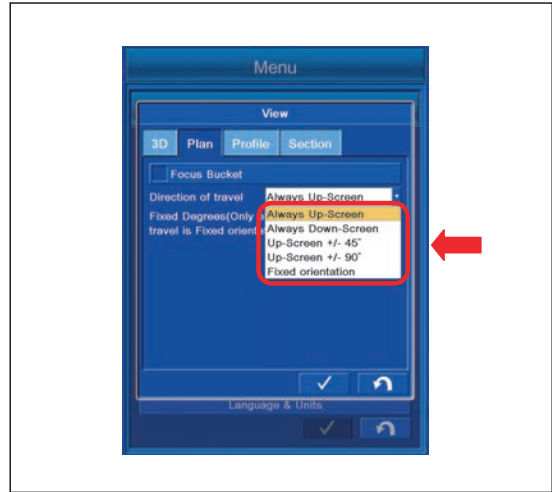 Menu
View
3D Plan Profile Section
Focus Bucket
Direction of travel Always Up-Screen
Fixed Degrees(Only
travel is Fixed
Always Up-Screen
Always Down-Screen
Up-Screen +/- 45°
Up-Screen +/- 90°
Fixed orientation
Language & Units